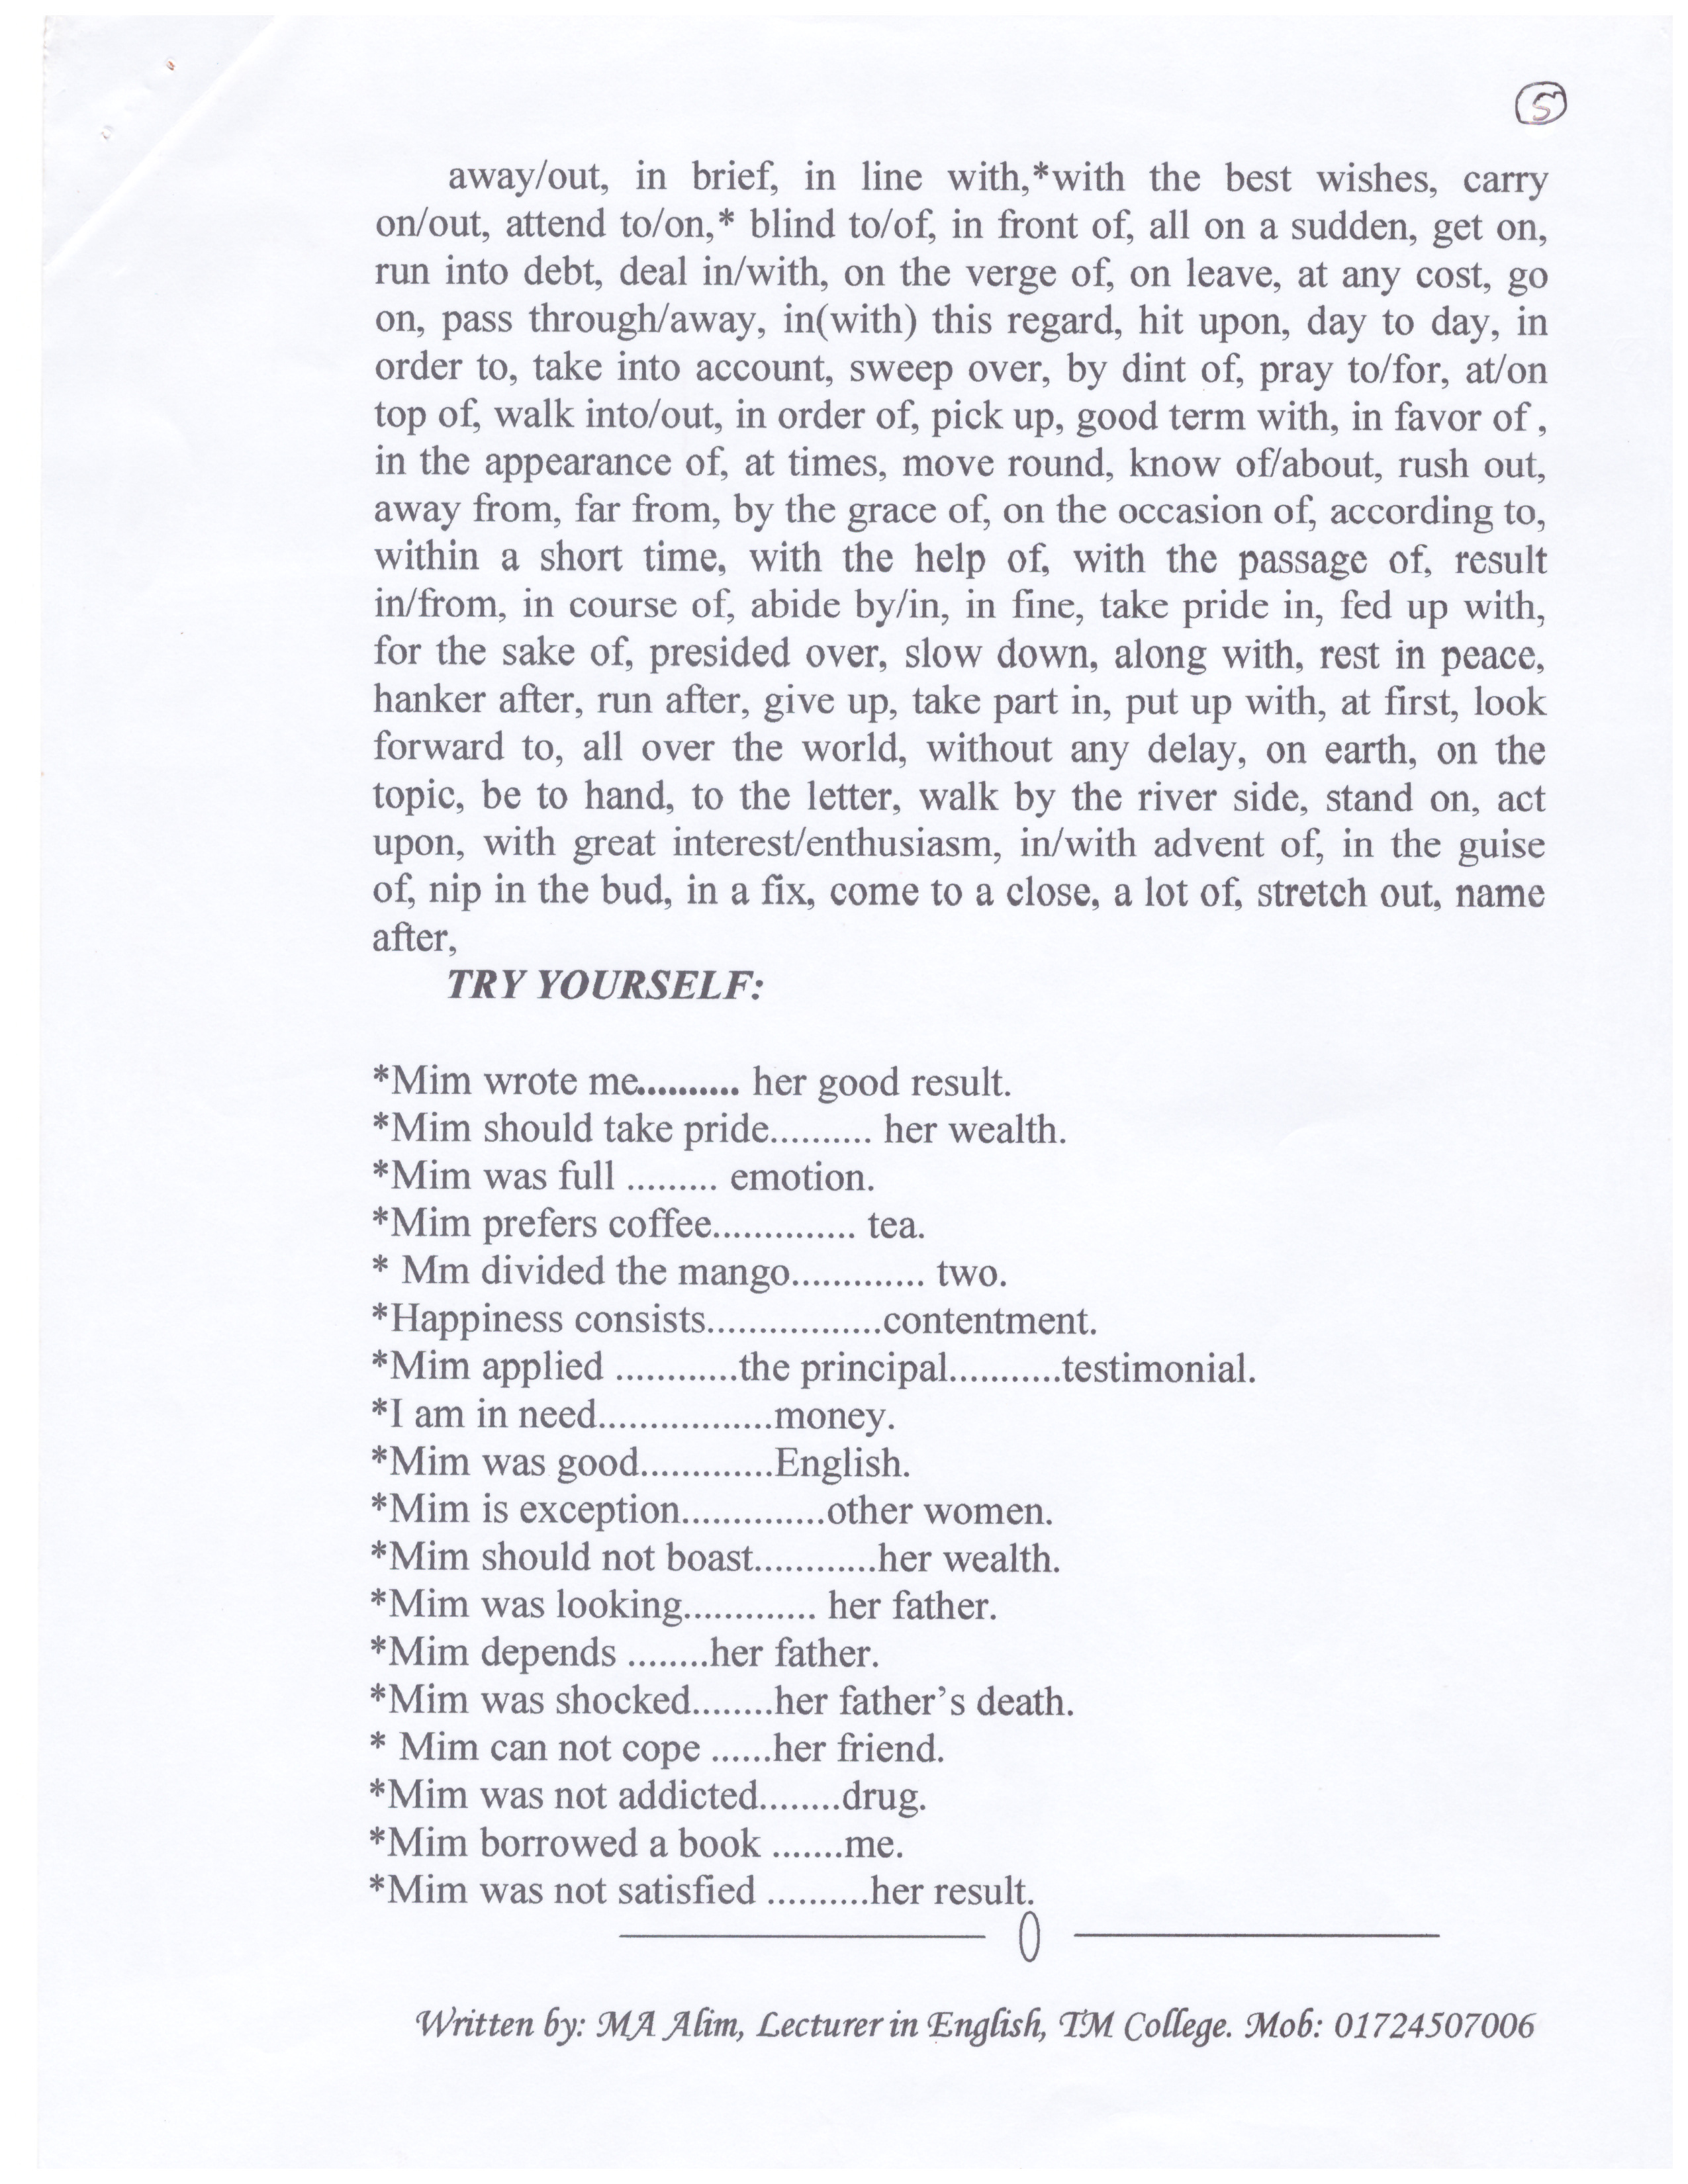 5
away/out, in brief, in line with,*with the best wishes, carry
on/out, attend to/on,* blind to/of, in front of, all on a sudden, get on,
run into debt, deal in/with, on the verge of, on leave, at any cost, go
on, pass through/away, in(with) this regard, hit upon, day to day, in
order to, take into account, sweep over, by dint of, pray to/for, at/on
top of, walk into/out, in order of, pick up, good term with, in favor of ,
in the appearance of, at times, move round, know of/about, rush out,
away from, far from, by the grace of, on the occasion of, according to,
within a short time, with the help of, with the passage of, result
in/from, in course of, abide by/in, in fine, take pride in, fed up with,
for the sake of, presided over, slow down, along with, rest in peace,
hanker after, run after, give up, take part in, put up with, at first, look
forward to, all over the world, without any delay, on earth, on the
topic, be to hand, to the letter, walk by the river side, stand on, act
upon, with great interest/enthusiasm, in/with advent of, in the guise
of, nip in the bud, in a fix, come to a close, a lot of, stretch out, name
after,
TRY YOURSELF:
*Mim wrote me.......... her good result.
*Mim should take pride.......... her wealth.
*Mim was full ......... emotion.
*Mim prefers coffee.............. tea.
* Mm divided the mango............. two.
*Happiness consists.................contentment.
*Mim applied ............the principal...........testimonial.
*I am in need.................money.
*Mim was good.............English.
*Mim is exception..............other women.
*Mim should not boast............her wealth.
*Mim was looking............. her father.
*Mim depends ........her father.
*Mim was shocked........her father’s death.
* Mim can not cope ......her friend.
*Mim was not addicted........drug.
*Mim borrowed a book .......me.
*Mim was not satisfied ..........her result.
Written by: MA Alim, Lecturer in English, TM College. Mob: 01724507006